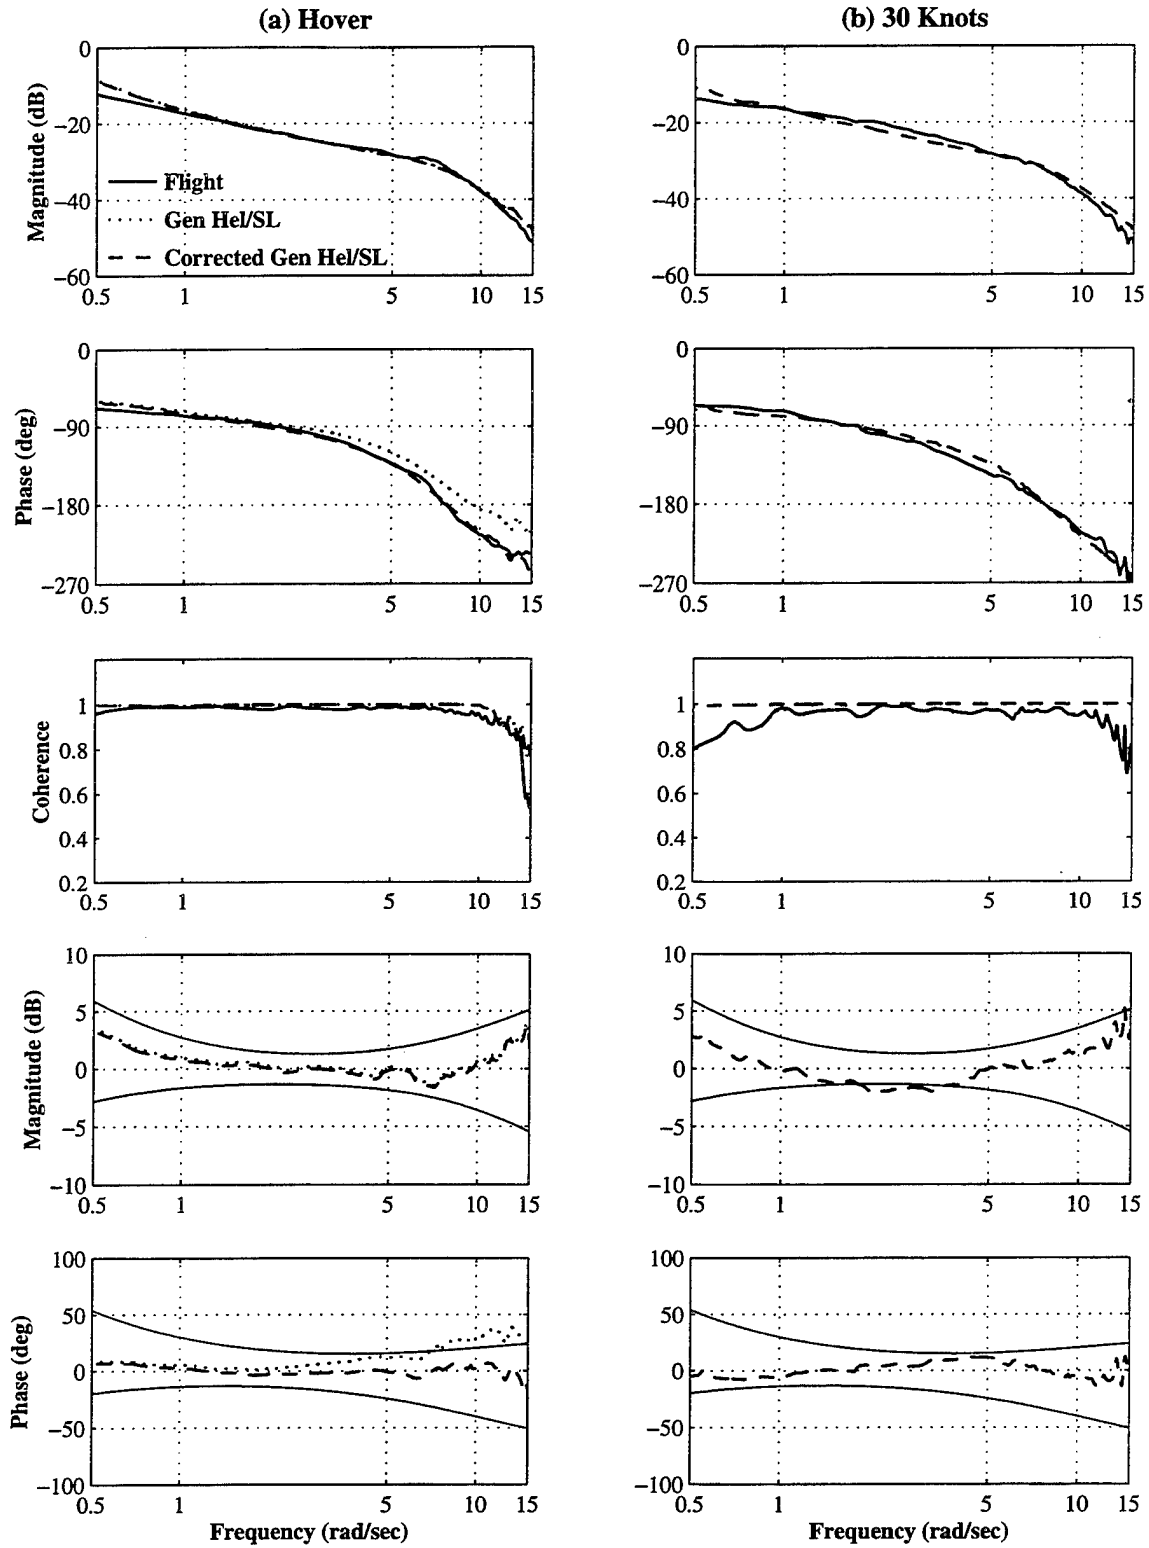 (a) Hover
(b) 30 Knots
Magnitude (dB)
0
−20
−40
−60
Flight
Gen Hel/SL
Corrected Gen Hel/SL
0.5 1 5 10 15
0
−20
−40
−60
0.5 1 5 10 15
Phase (deg)
0
−90
−180
−270
0.5 1 5 10 15
0
−90
−180
−270
0.5 1 5 10 15
Coherence
1
0.8
0.6
0.4
0.2
0.5 1 5 10 15
1
0.8
0.6
0.4
0.2
0.5 1 5 10 15
Magnitude (dB)
10
5
0
−5
−10
0.5 1 5 10 15
10
5
0
−5
−10
0.5 1 5 10 15
Phase (deg)
100
50
0
−50
−100
0.5 1 5 10 15
Frequency (rad/sec)
100
50
0
−50
−100
0.5 1 5 10 15
Frequency (rad/sec)